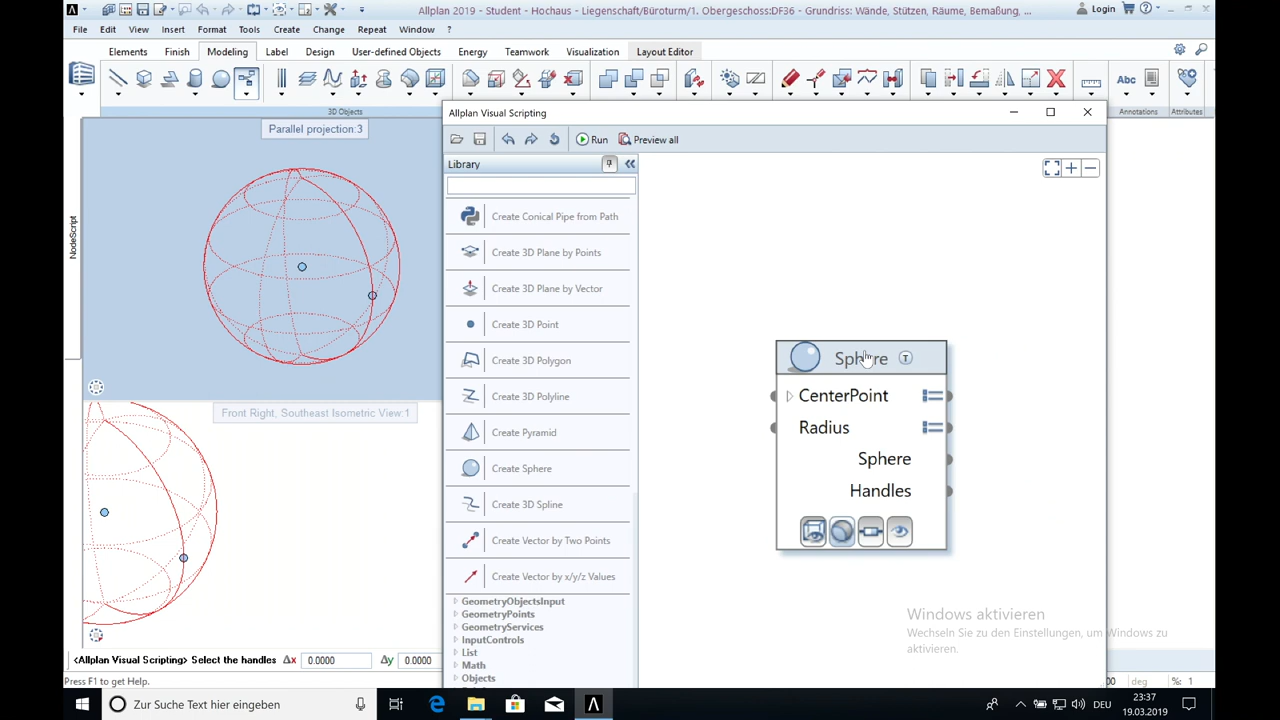 Allplan 2019 - Student - Hochaus - Liegenschaft/Büroturm/1. Obergeschoss:DF36 - Grundriss: Wände, Stützen, Räume, Bemaßung, ...
Login
File Edit View Insert Format Tools Create Change Repeat Window ?
Elements Finish Modeling Label Design User-defined Objects Energy Teamwork Visualization Layout Editor
Abc
3D Objects
Annotations Attributes
Parallel projection:3
NodeScript
Front Right, Southeast Isometric View:1
Allplan Visual Scripting
Run Preview all
Library
Create Conical Pipe from Path
Create 3D Plane by Points
Create 3D Plane by Vector
Create 3D Point
Create 3D Polygon
Create 3D Polyline
Create Pyramid
Create Sphere
Create 3D Spline
Create Vector by Two Points
Create Vector by x/y/z Values
GeometryObjectsInput
GeometryPoints
GeometryServices
InputControls
List
Math
Objects
Sphere T
CenterPoint
Radius
Sphere
Handles
Windows aktivieren
Wechseln Sie zu den Einstellungen, um Windows zu
aktivieren.
<Allplan Visual Scripting> Select the handles Δx 0.0000 Δy 0.0000
Press F1 to get Help.
00 deg %: 1
Zur Suche Text hier eingeben
DEU
23:37
19.03.2019